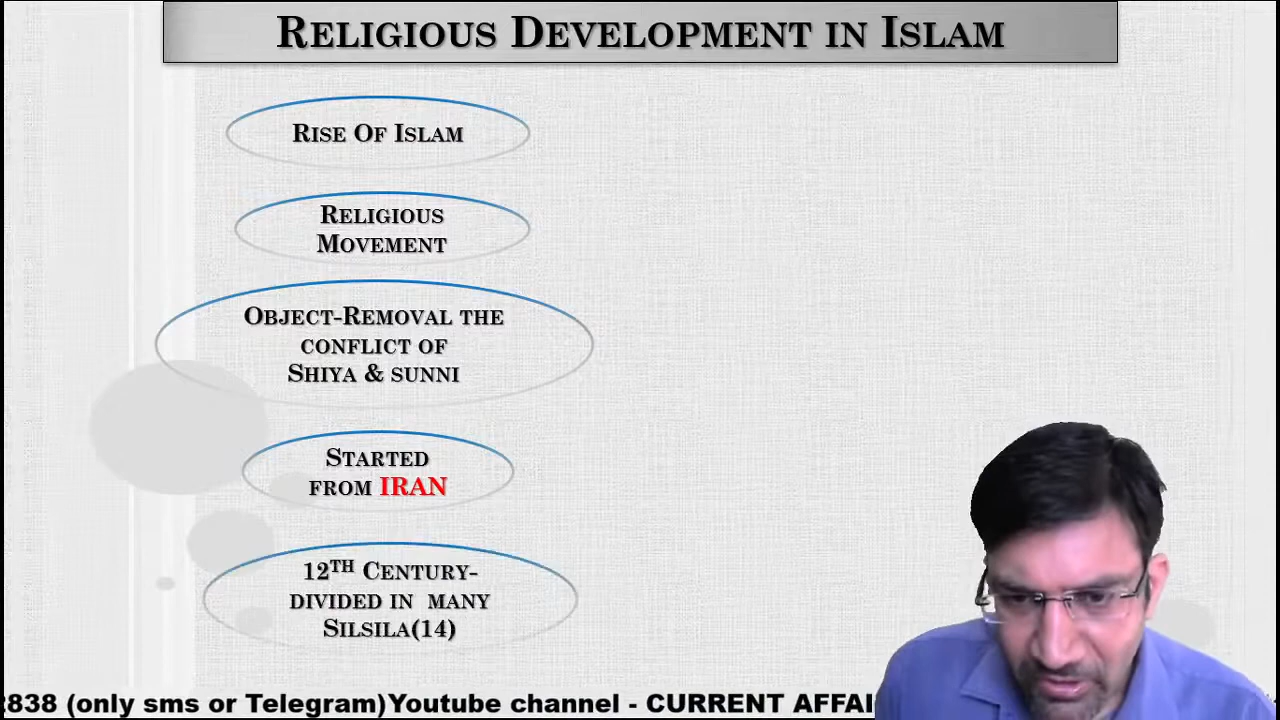 RELIGIOUS DEVELOPMENT IN ISLAM
RISE OF ISLAM
RELIGIOUS
MOVEMENT
OBJECT-REMOVAL THE
CONFLICT OF
SHIYA & SUNNI
STARTED
FROM IRAN
12TH CENTURY-
DIVIDED IN MANY
SILSILA(14)
2838 (only sms or Telegram)Youtube channel - CURRENT AFFAI